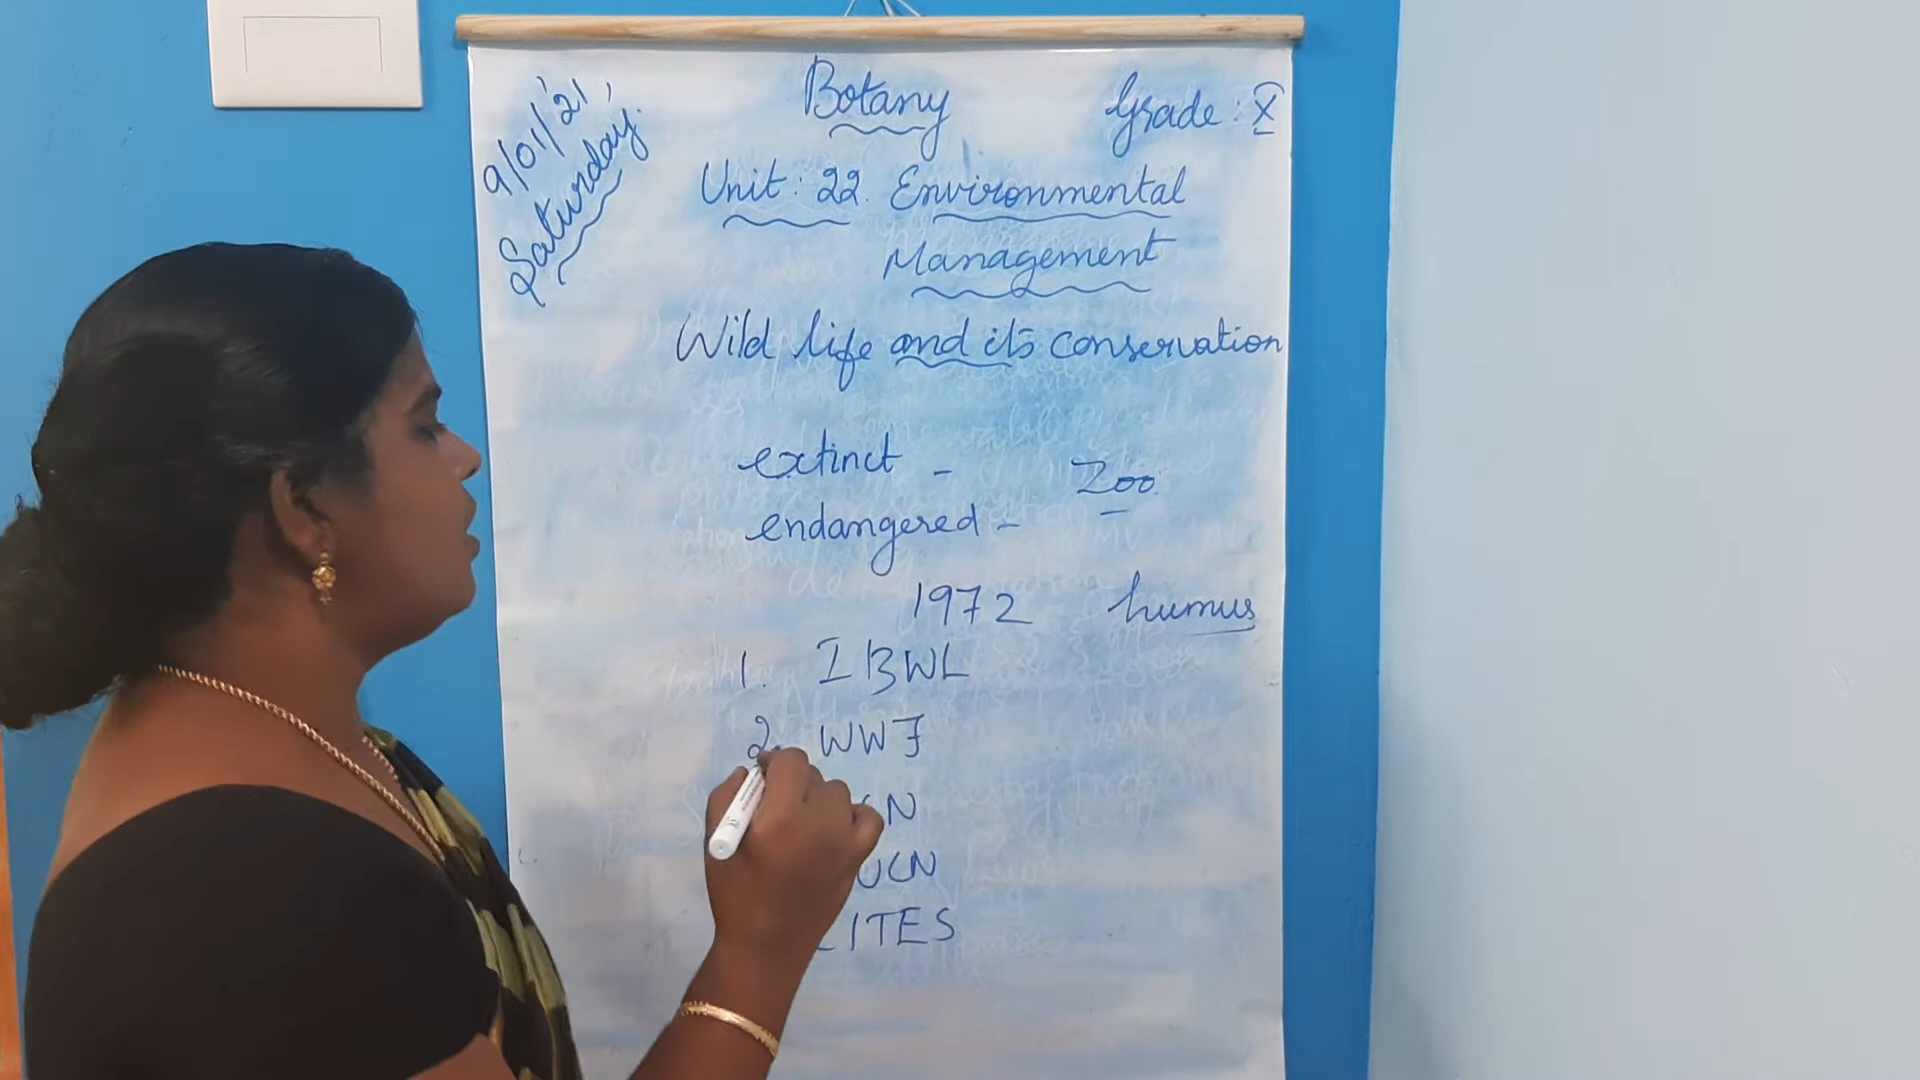 9/01/'21,
Saturday.
Botany
Grade: X
Unit: 22. Environmental
Management
Wild life and its conservation
extinct -
Zoo.
endangered -
1972
humus
1. IBWL
2. WWF
N
UCN
CITES